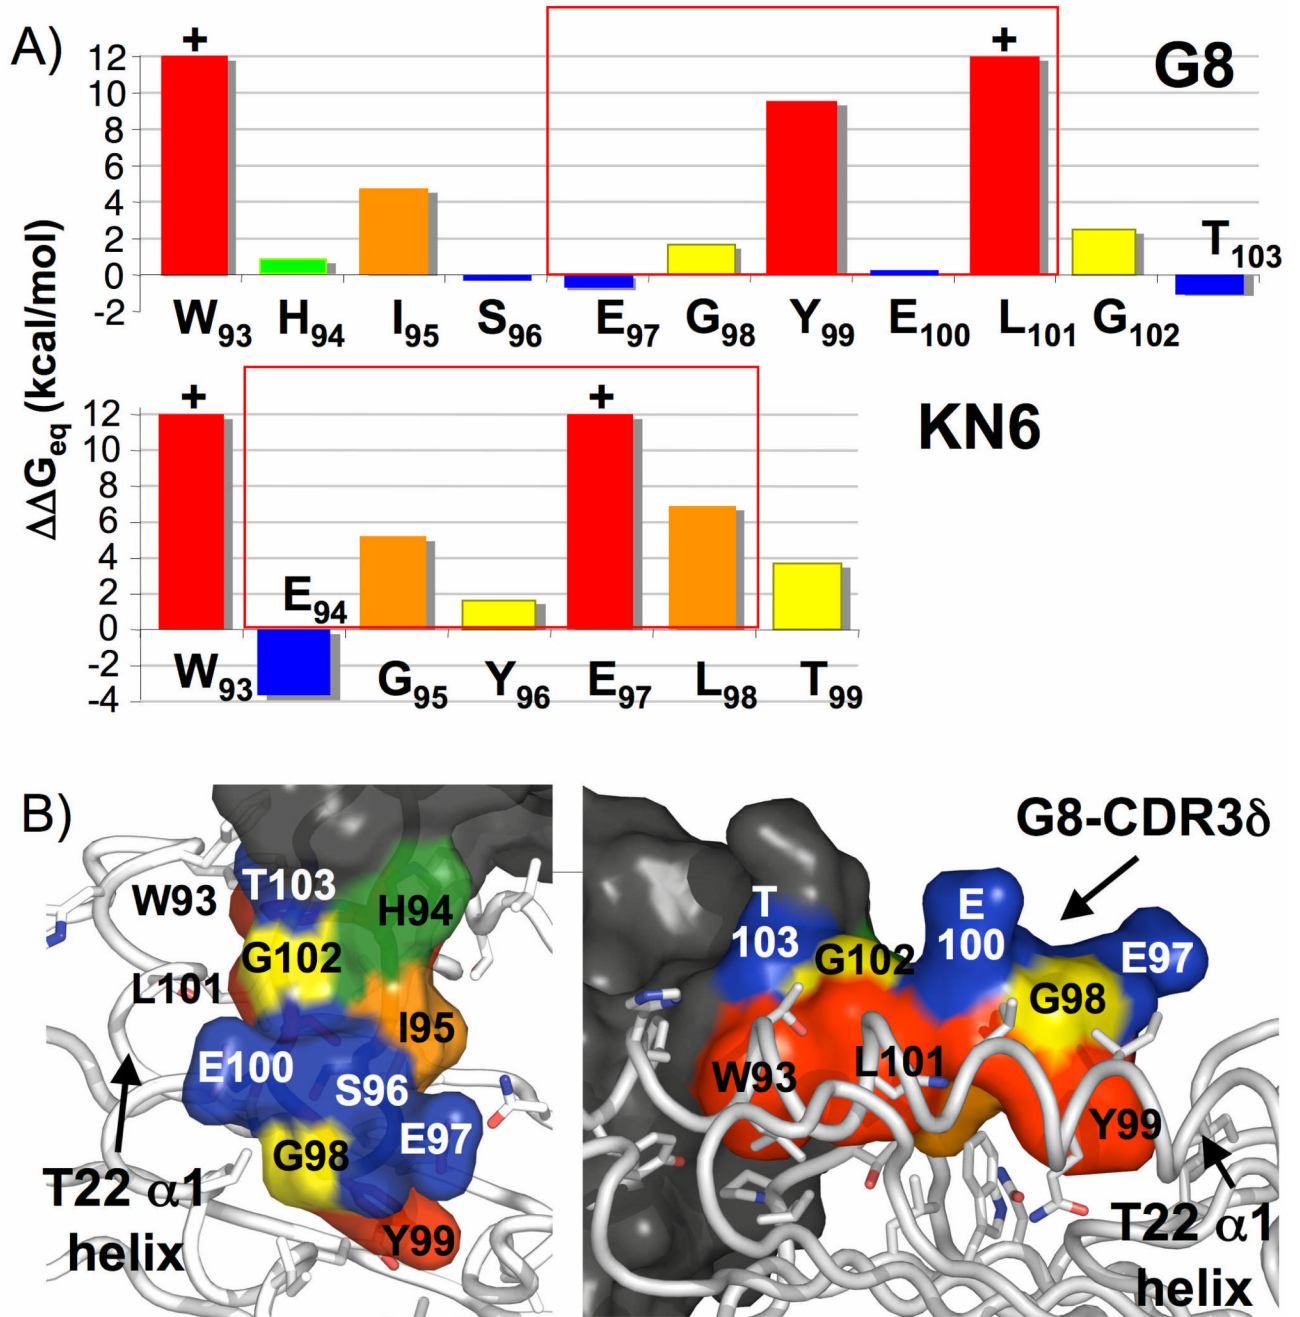 A)
+ +
G8
12
10
8
6
4
2
0
-2
T103
W93 H94 I95 S96 E97 G98 Y99 E100 L101 G102
ΔΔGeq (kcal/mol)
+ +
KN6
12
10
8
6
4
2
0
-2
-4
E94
W93 G95 Y96 E97 L98 T99
B)
W93
T103
H94
G102
L101
I95
E100
S96
E97
G98
Y99
T22 α1
helix
G8-CDR3δ
T
103
E
100
G102
E97
G98
W93
L101
Y99
T22 α1
helix